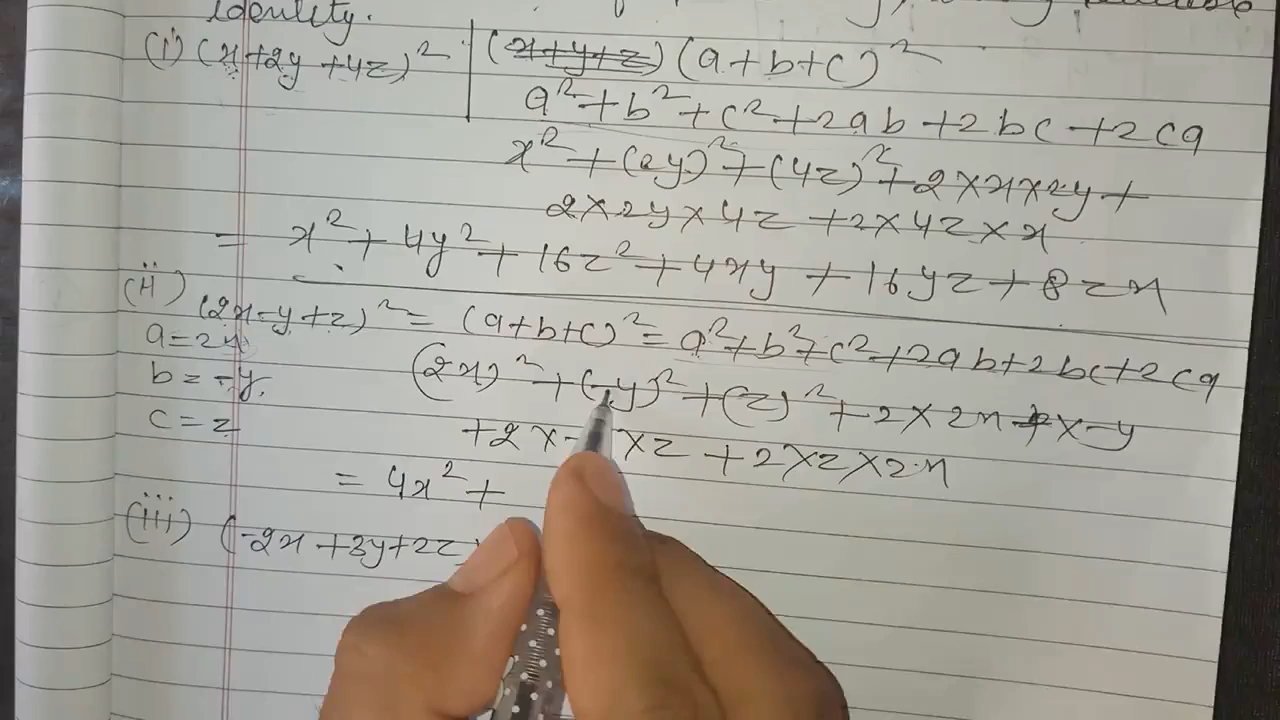 identity.
(i) (x+2y+4z)² (x+y+z) (a+b+c)²
a²+b²+c²+2ab+2bc+2ca
x²+(2y)²+(4z)²+2×x×2y+
2×2y×4z+2×4z×x
= x²+4y²+16z²+4xy+16yz+8zx
(ii) (2x-y+z)² = (a+b+c)² = a²+b²+c²+2ab+2bc+2ca
a=2x
(2x)²+(-y)²+(z)²+2×2x×-y
b=-y.
+2×- ×z+2×z×2x
c=z
= 4x²+
(iii) (-2x+3y+2z)